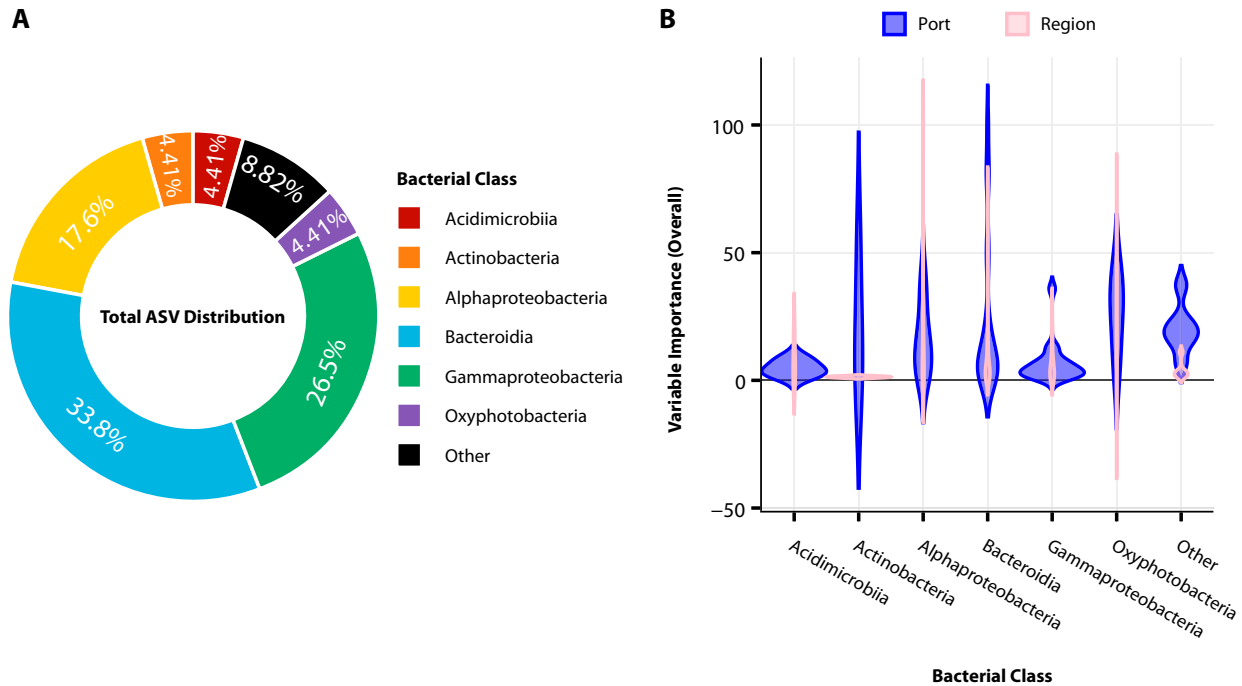 A
4.41%
4.41%
8.82%
4.41%
17.6%
26.5%
33.8%
Total ASV Distribution
Bacterial Class
Acidimicrobiia
Actinobacteria
Alphaproteobacteria
Bacteroidia
Gammaproteobacteria
Oxyphotobacteria
Other
B
Port
Region
Variable Importance (Overall)
100
50
0
−50
Acidimicrobiia
Actinobacteria
Alphaproteobacteria
Bacteroidia
Gammaproteobacteria
Oxyphotobacteria
Other
Bacterial Class